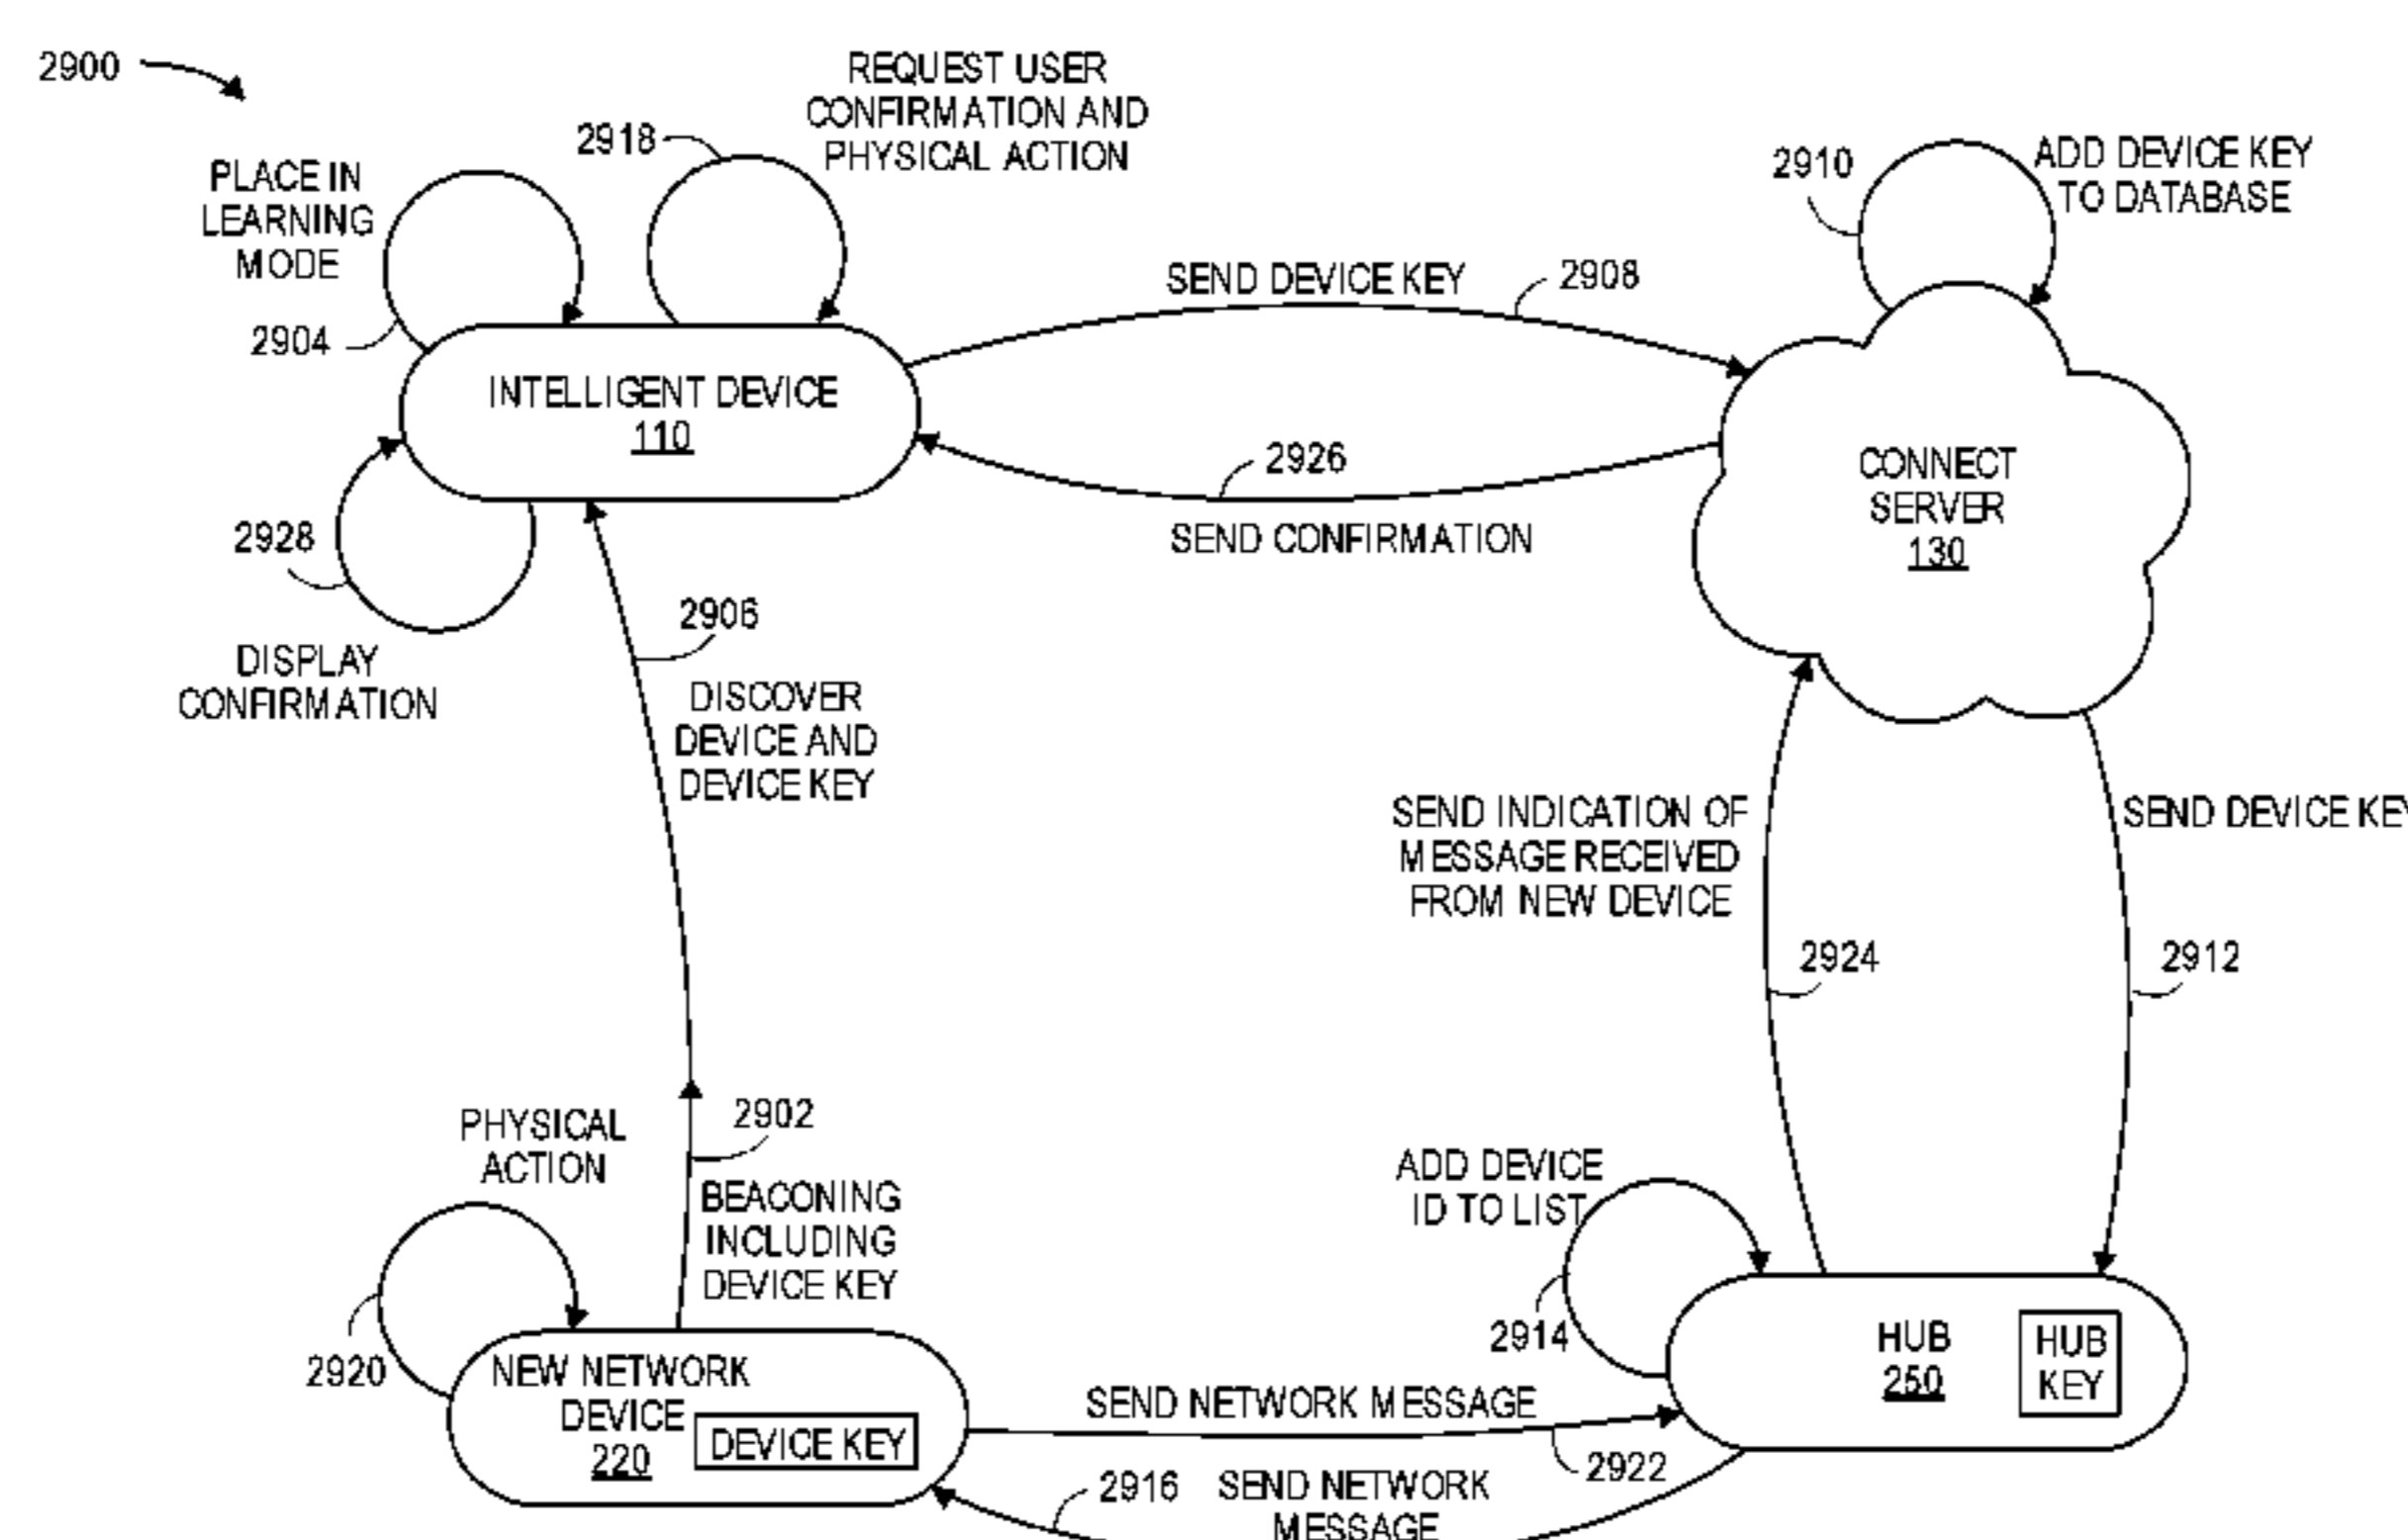 2900
REQUEST USER
CONFIRMATION AND
PHYSICAL ACTION
2918
PLACE IN
LEARNING
MODE
2904
2910
ADD DEVICE KEY
TO DATABASE
SEND DEVICE KEY
2908
INTELLIGENT DEVICE
110
2926
SEND CONFIRMATION
CONNECT
SERVER
130
2928
DISPLAY
CONFIRMATION
2906
DISCOVER
DEVICE AND
DEVICE KEY
SEND INDICATION OF
MESSAGE RECEIVED
FROM NEW DEVICE
SEND DEVICE KEY
2924
2912
PHYSICAL
ACTION
2902
BEACONING
INCLUDING
DEVICE KEY
ADD DEVICE
ID TO LIST
2914
2920
NEW NETWORK
DEVICE
220
DEVICE KEY
HUB
250
HUB
KEY
SEND NETWORK MESSAGE
2922
2916
SEND NETWORK
MESSAGE